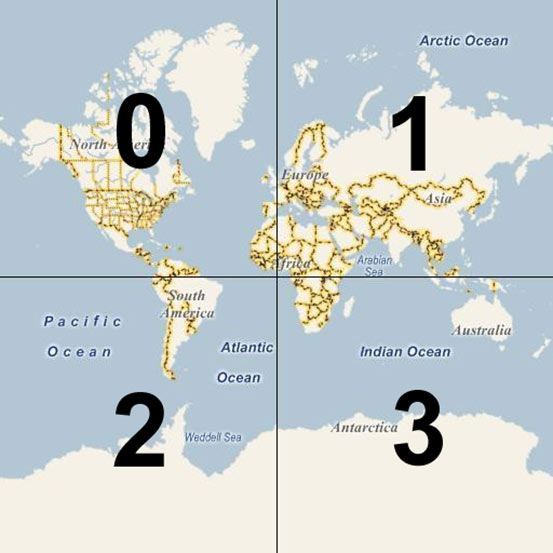 Arctic Ocean
0
1
North Ameri
Europe
Asia
Africa
Arabian
Sea
South
America
Pacific
Ocean
Australia
Atlantic
Ocean
Indian Ocean
2
3
Weddell Sea
Antarctica